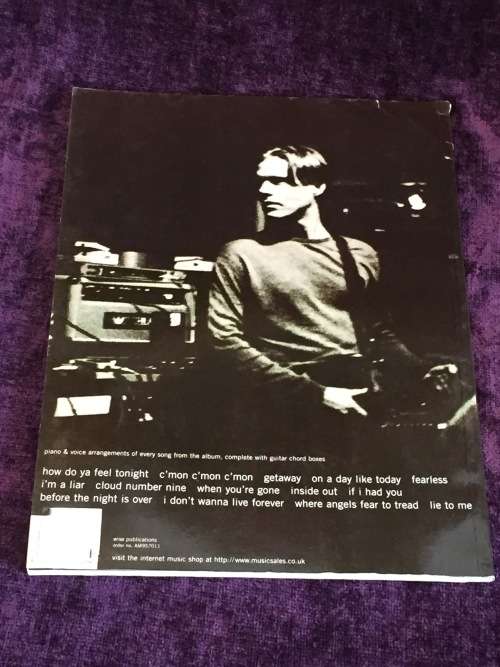 piano & voice arrangements of every song from the album, complete with guitar chord boxes
how do ya feel tonight c'mon c'mon c'mon getaway on a day like today fearless
i'm a liar cloud number nine when you're gone inside out if i had you
before the night is over i don't wanna live forever where angels fear to tread lie to me
wise publications
order no. AM957011
visit the internet music shop at http://www.musicsales.co.uk